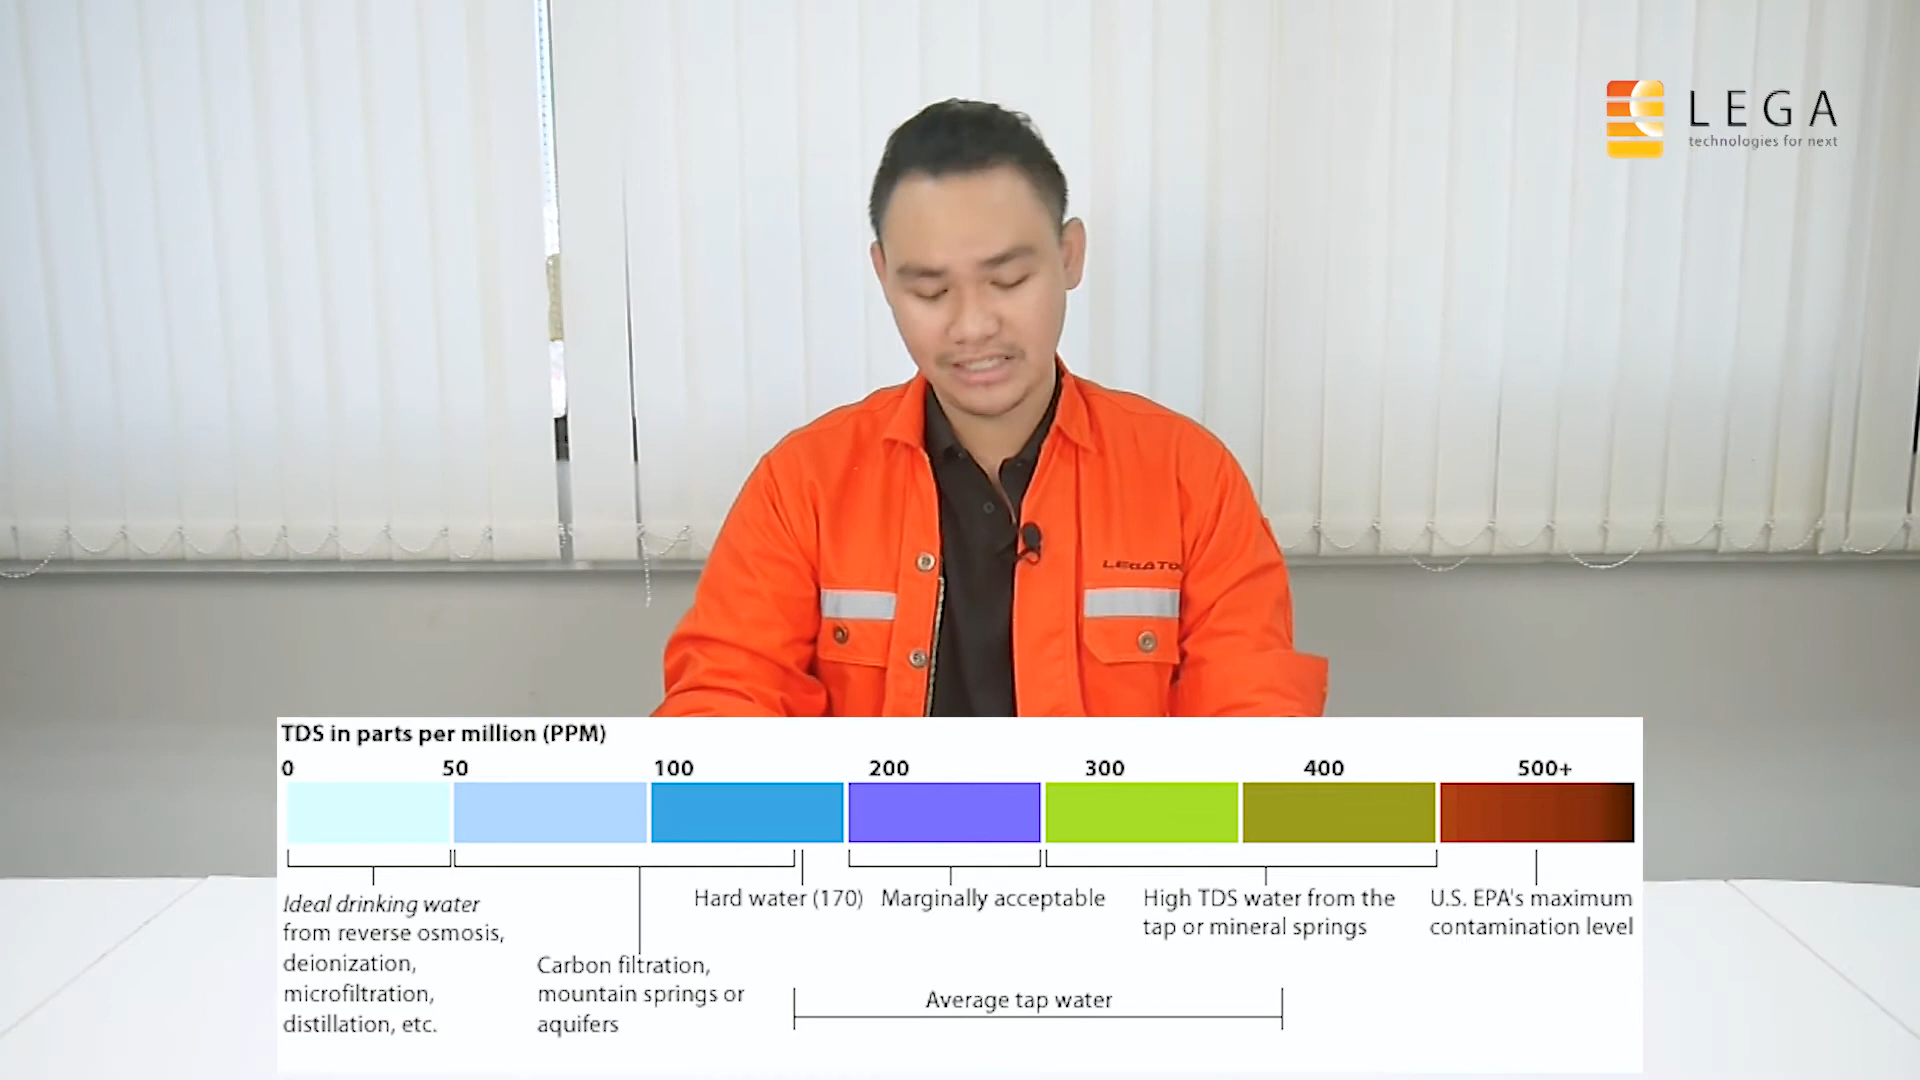 LEGA
technologies for next
TDS in parts per million (PPM)
0 50 100 200 300 400 500+
Hard water (170) Marginally acceptable
High TDS water from the
tap or mineral springs
U.S. EPA's maximum
contamination level
Ideal drinking water
from reverse osmosis,
deionization,
microfiltration,
distillation, etc.
Carbon filtration,
mountain springs or
aquifers
Average tap water